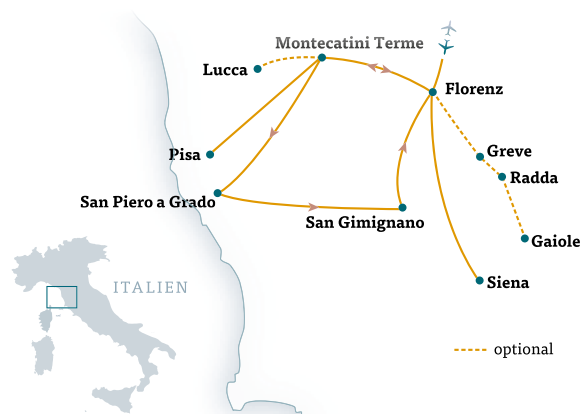 Montecatini Terme
Lucca
Florenz
Pisa
Greve
Radda
San Piero a Grado
San Gimignano
Gaiole
Siena
ITALIEN
optional